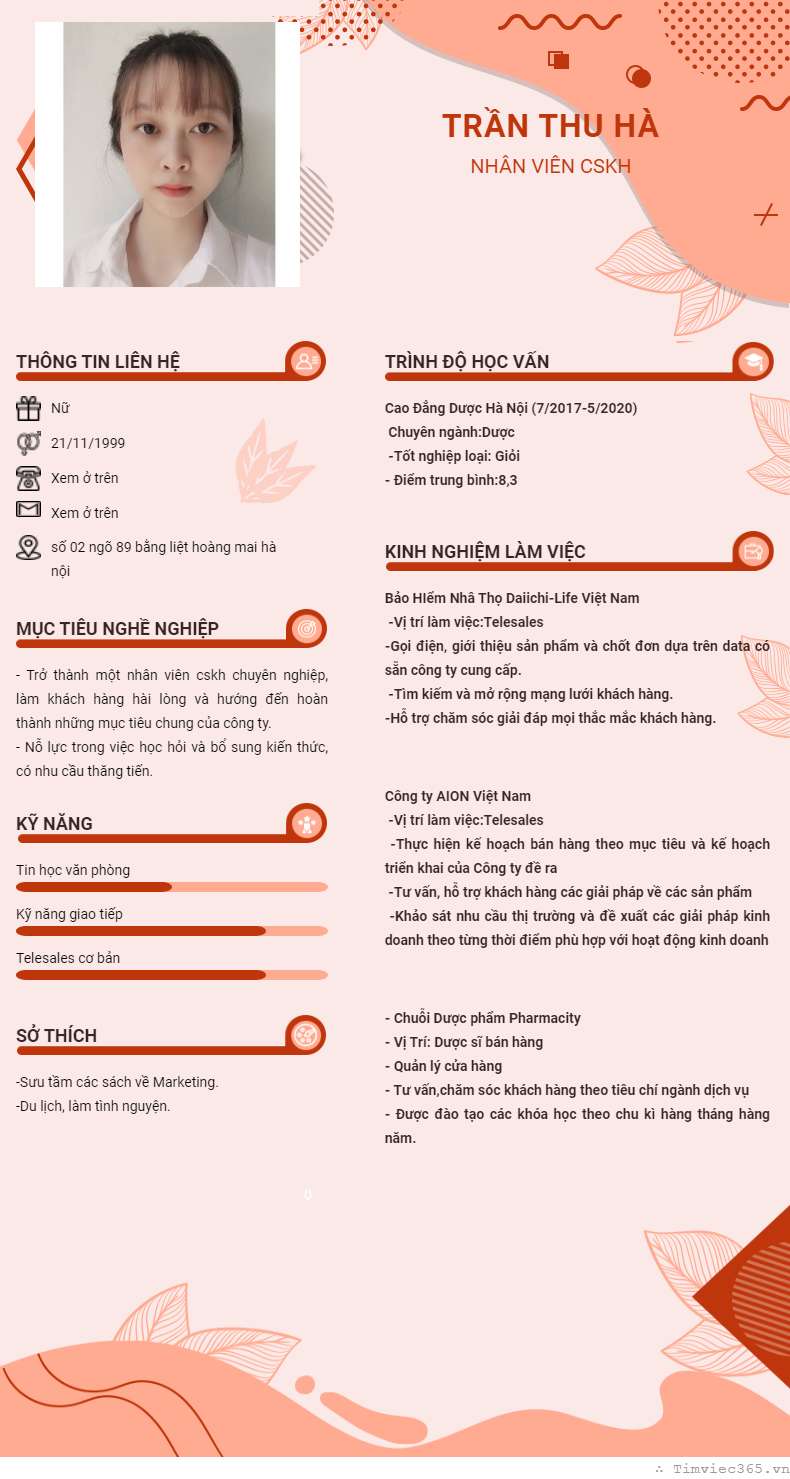 TRẦN THU HÀ
NHÂN VIÊN CSKH
THÔNG TIN LIÊN HỆ
Nữ
21/11/1999
Xem ở trên
Xem ở trên
số 02 ngõ 89 bằng liệt hoàng mai hà
nội
MỤC TIÊU NGHỀ NGHIỆP
- Trở thành một nhân viên cskh chuyên nghiệp,
làm khách hàng hài lòng và hướng đến hoàn
thành những mục tiêu chung của công ty.
- Nỗ lực trong việc học hỏi và bổ sung kiến thức,
có nhu cầu thăng tiến.
KỸ NĂNG
Tin học văn phòng
Kỹ năng giao tiếp
Telesales cơ bản
SỞ THÍCH
-Sưu tầm các sách về Marketing.
-Du lịch, làm tình nguyện.
0
TRÌNH ĐỘ HỌC VẤN
Cao Đẳng Dược Hà Nội (7/2017-5/2020)
Chuyên ngành:Dược
-Tốt nghiệp loại: Giỏi
- Điểm trung bình:8,3
KINH NGHIỆM LÀM VIỆC
Bảo HIểm Nhâ Thọ Daiichi-Life Việt Nam
-Vị trí làm việc:Telesales
-Gọi điện, giới thiệu sản phẩm và chốt đơn dựa trên data có
sẵn công ty cung cấp.
-Tìm kiếm và mở rộng mạng lưới khách hàng.
-Hỗ trợ chăm sóc giải đáp mọi thắc mắc khách hàng.
Công ty AION Việt Nam
-Vị trí làm việc:Telesales
-Thực hiện kế hoạch bán hàng theo mục tiêu và kế hoạch
triển khai của Công ty đề ra
-Tư vấn, hỗ trợ khách hàng các giải pháp về các sản phẩm
-Khảo sát nhu cầu thị trường và đề xuất các giải pháp kinh
doanh theo từng thời điểm phù hợp với hoạt động kinh doanh
- Chuỗi Dược phẩm Pharmacity
- Vị Trí: Dược sĩ bán hàng
- Quản lý cửa hàng
- Tư vấn,chăm sóc khách hàng theo tiêu chí ngành dịch vụ
- Được đào tạo các khóa học theo chu kì hàng tháng hàng
năm.
∴ Timviec365.vn